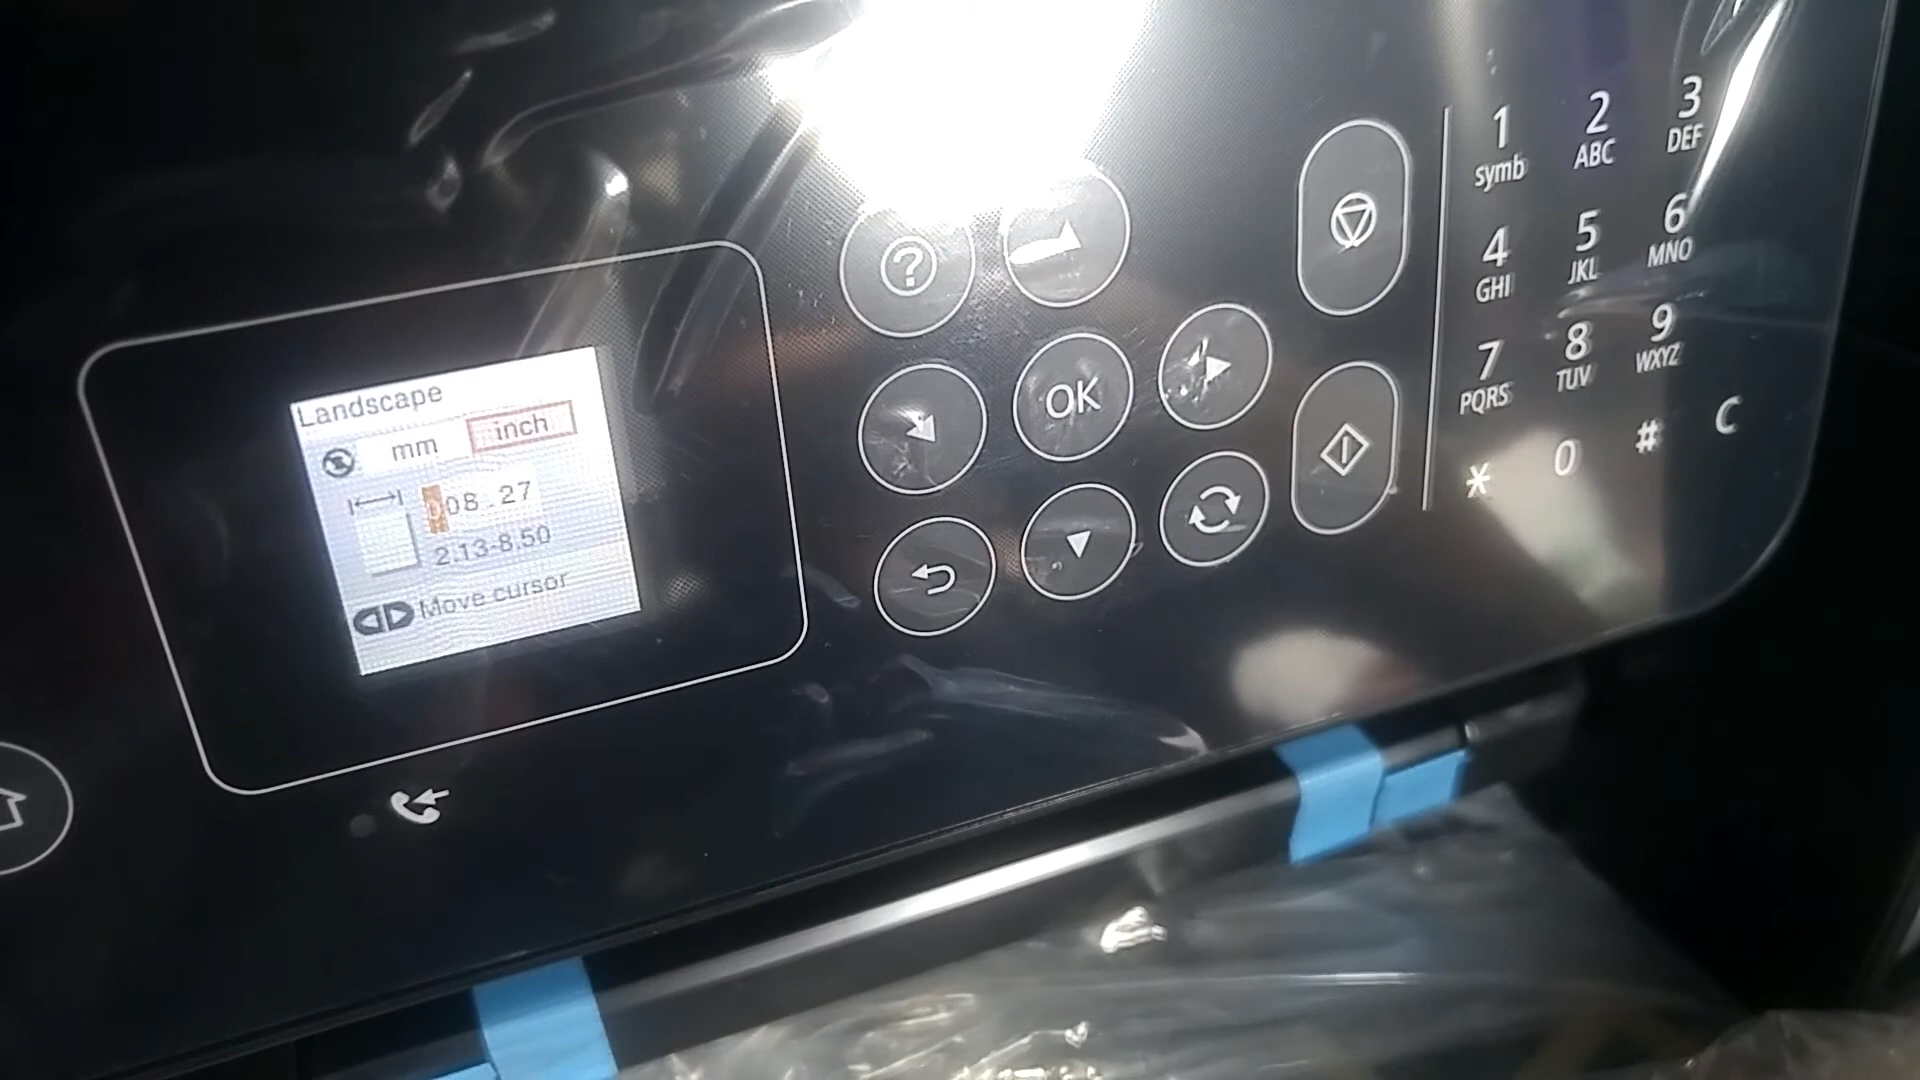 Landscape
mm inch
008.27
2.13-8.50
Move cursor
?
OK
1
symb
2
ABC
3
DEF
4
GHI
5
JKL
6
MNO
7
PQRS
8
TUV
9
WXYZ
*
0
#
C